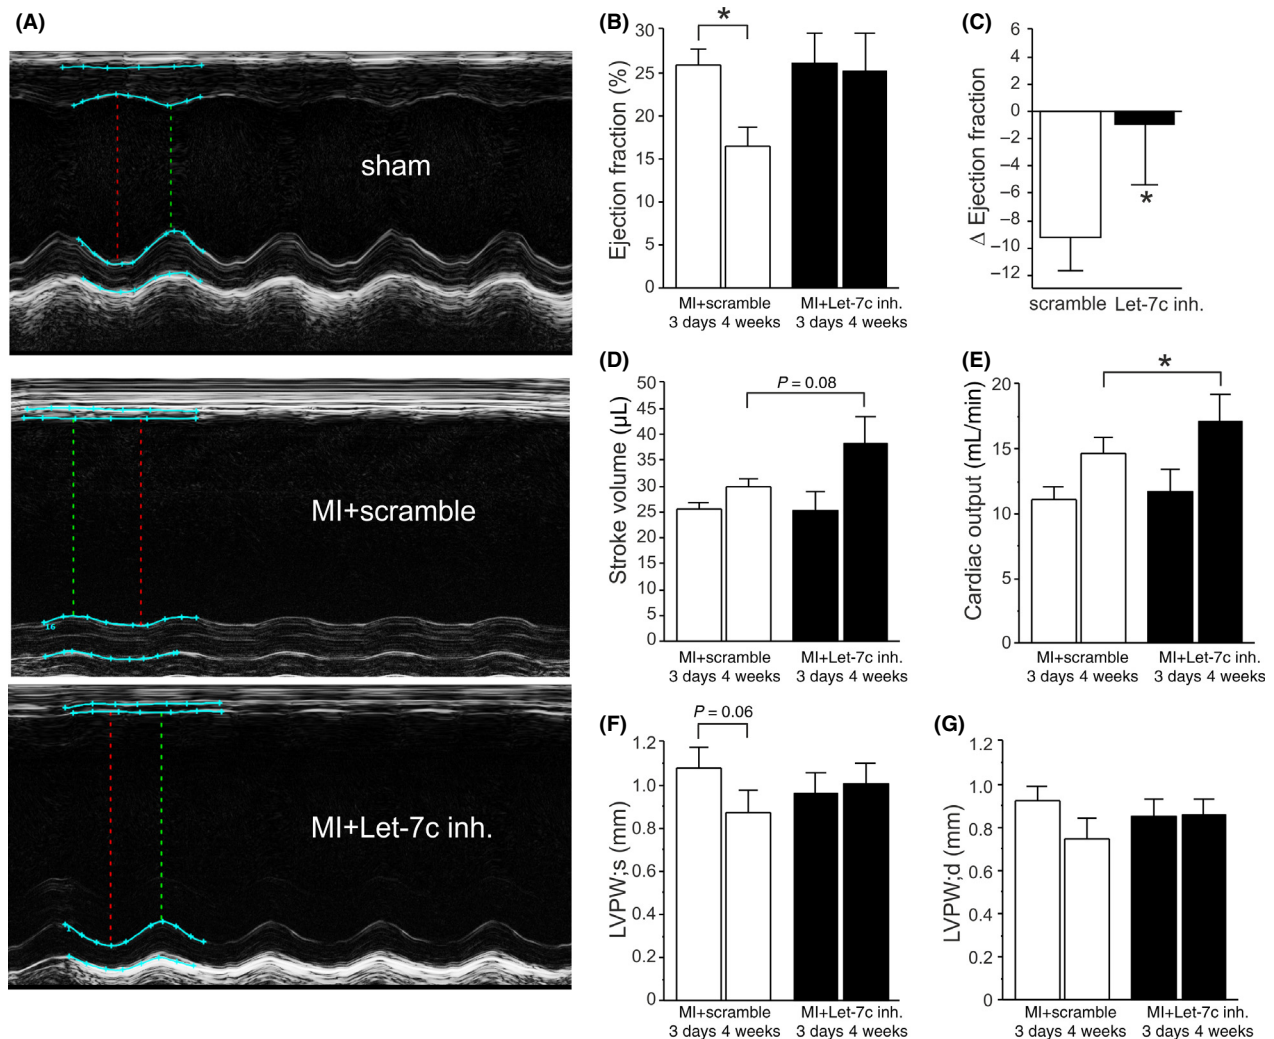 (A)
sham
MI+scramble
16
MI+Let-7c inh.
(B)
*
Ejection fraction (%)
30
25
20
15
10
5
0
MI+scramble MI+Let-7c inh.
3 days 4 weeks 3 days 4 weeks
(C)
Δ Ejection fraction
6
4
2
0
−2
−4
−6
−8
−10
−12
*
scramble Let-7c inh.
(D)
P = 0.08
Stroke volume (µL)
50
45
40
35
30
25
20
15
10
5
0
MI+scramble MI+Let-7c inh.
3 days 4 weeks 3 days 4 weeks
(E)
*
Cardiac output (mL/min)
20
15
10
5
0
MI+scramble MI+Let-7c inh.
3 days 4 weeks 3 days 4 weeks
(F)
P = 0.06
LVPW;s (mm)
1.2
1.0
0.8
0.6
0.4
0.2
0
MI+scramble MI+Let-7c inh.
3 days 4 weeks 3 days 4 weeks
(G)
LVPW;d (mm)
1.2
1.0
0.8
0.6
0.4
0.2
0
MI+scramble MI+Let-7c inh.
3 days 4 weeks 3 days 4 weeks